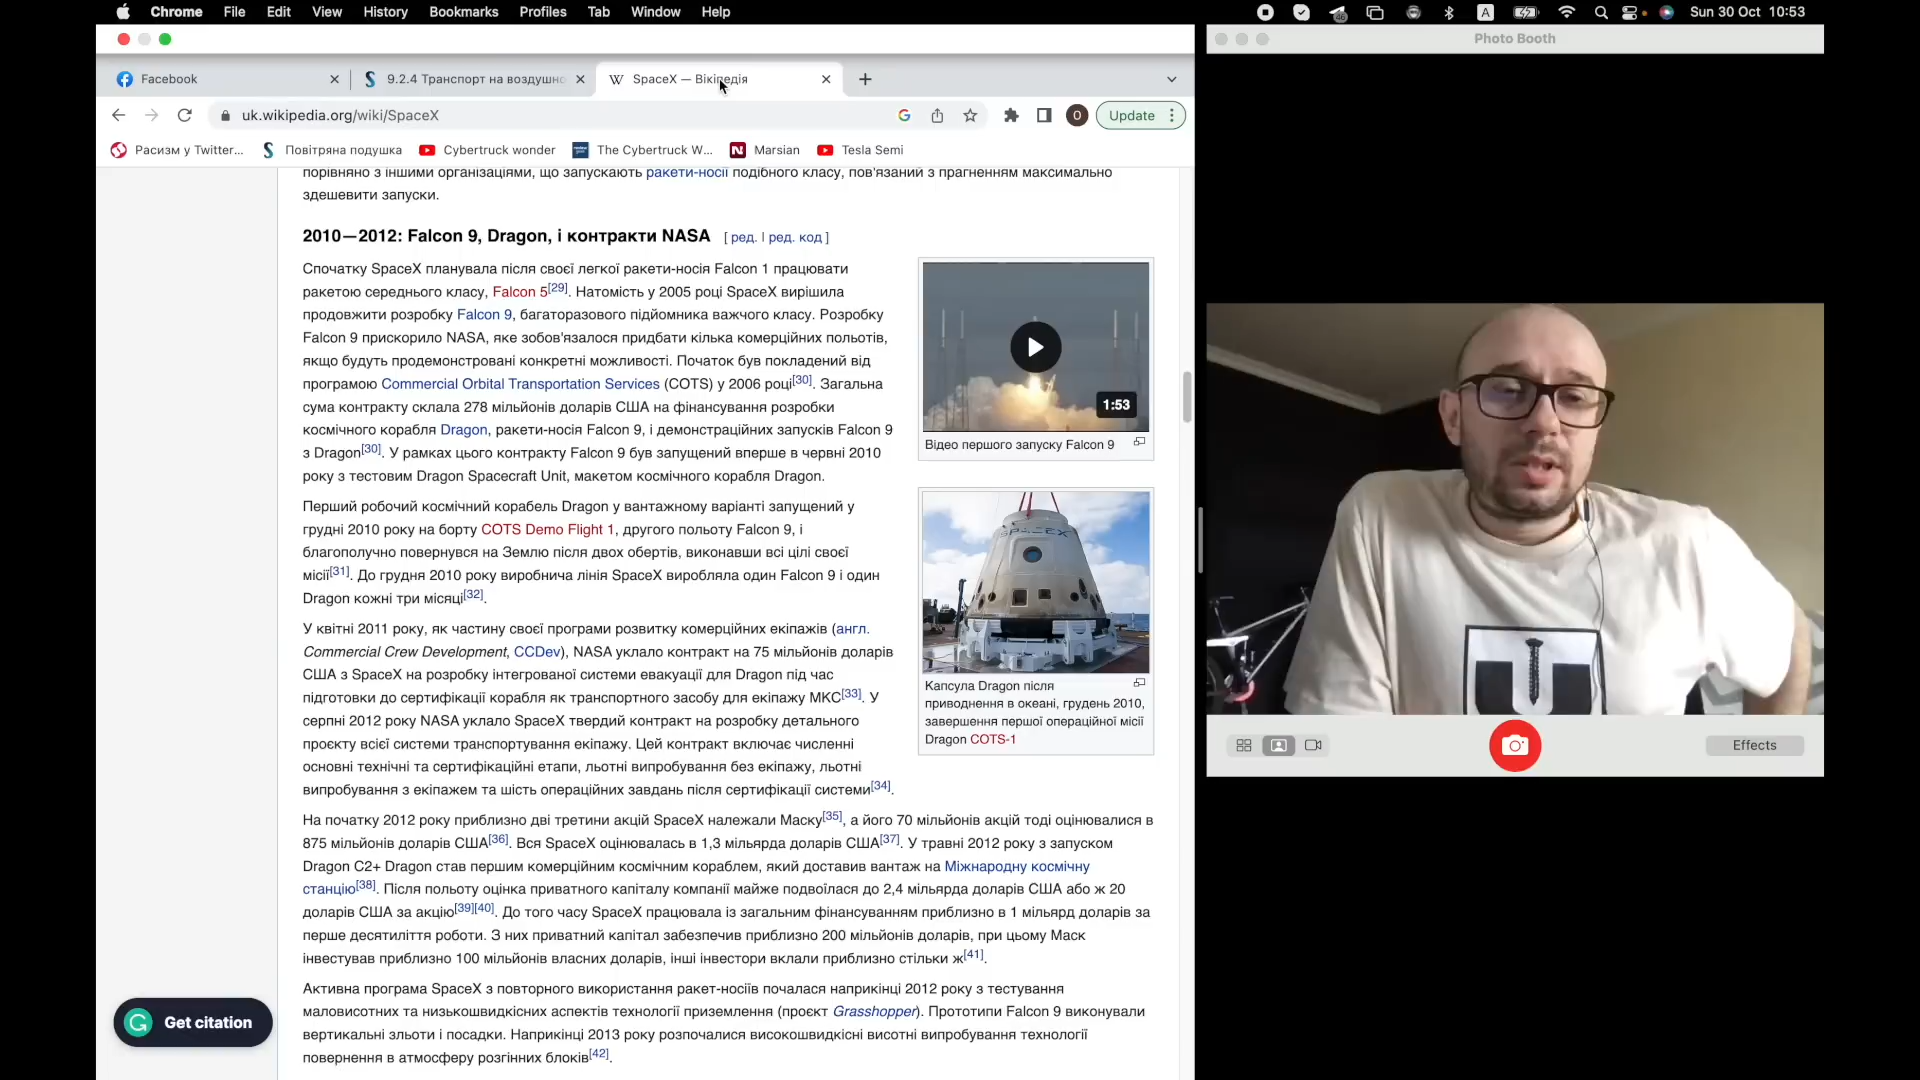 Chrome File Edit View History Bookmarks Profiles Tab Window Help
A
Sun 30 Oct 10:53
Photo Booth
Facebook
9.2.4 Транспорт на воздушно
SpaceX — Вікіпедія
uk.wikipedia.org/wiki/SpaceX
O
Update
Расизм у Twitter...
Повітряна подушка
Cybertruck wonder
The Cybertruck W...
Marsian
Tesla Semi
порівняно з іншими організаціями, що запускають ракети-носії подібного класу, пов'язаний з прагненням максимально
здешевити запуски.
2010—2012: Falcon 9, Dragon, і контракти NASA [ ред. | ред. код ]
Спочатку SpaceX планувала після своєї легкої ракети-носія Falcon 1 працювати
ракетою середнього класу, Falcon 5[29]. Натомість у 2005 році SpaceX вирішила
продовжити розробку Falcon 9, багаторазового підйомника важчого класу. Розробку
Falcon 9 прискорило NASA, яке зобов'язалося придбати кілька комерційних польотів,
якщо будуть продемонстровані конкретні можливості. Початок був покладений від
програмою Commercial Orbital Transportation Services (COTS) у 2006 році[30]. Загальна
сума контракту склала 278 мільйонів доларів США на фінансування розробки
космічного корабля Dragon, ракети-носія Falcon 9, і демонстраційних запусків Falcon 9
з Dragon[30]. У рамках цього контракту Falcon 9 був запущений вперше в червні 2010
року з тестовим Dragon Spacecraft Unit, макетом космічного корабля Dragon.
1:53
Відео першого запуску Falcon 9
Перший робочий космічний корабель Dragon у вантажному варіанті запущений у
грудні 2010 року на борту COTS Demo Flight 1, другого польоту Falcon 9, і
благополучно повернувся на Землю після двох обертів, виконавши всі цілі своєї
місії[31]. До грудня 2010 року виробнича лінія SpaceX виробляла один Falcon 9 і один
Dragon кожні три місяці[32].
SPACEX
Капсула Dragon після
приводнення в океані, грудень 2010,
завершення першої операційної місії
Dragon COTS-1
У квітні 2011 року, як частину своєї програми розвитку комерційних екіпажів (англ.
Commercial Crew Development, CCDev), NASA уклало контракт на 75 мільйонів доларів
США з SpaceX на розробку інтегрованої системи евакуації для Dragon під час
підготовки до сертифікації корабля як транспортного засобу для екіпажу МКС[33]. У
серпні 2012 року NASA уклало SpaceX твердий контракт на розробку детального
проєкту всієї системи транспортування екіпажу. Цей контракт включає численні
основні технічні та сертифікаційні етапи, льотні випробування без екіпажу, льотні
випробування з екіпажем та шість операційних завдань після сертифікації системи[34].
На початку 2012 року приблизно дві третини акцій SpaceX належали Маску[35], а його 70 мільйонів акцій тоді оцінювалися в
875 мільйонів доларів США[36]. Вся SpaceX оцінювалась в 1,3 мільярда доларів США[37]. У травні 2012 року з запуском
Dragon C2+ Dragon став першим комерційним космічним кораблем, який доставив вантаж на Міжнародну космічну
станцію[38]. Після польоту оцінка приватного капіталу компанії майже подвоїлася до 2,4 мільярда доларів США або ж 20
доларів США за акцію[39][40]. До того часу SpaceX працювала із загальним фінансуванням приблизно в 1 мільярд доларів за
перше десятиліття роботи. З них приватний капітал забезпечив приблизно 200 мільйонів доларів, при цьому Маск
інвестував приблизно 100 мільйонів власних доларів, інші інвестори вклали приблизно стільки ж[41].
Активна програма SpaceX з повторного використання ракет-носіїв почалася наприкінці 2012 року з тестування
маловисотних та низькошвидкісних аспектів технології приземлення (проєкт Grasshopper). Прототипи Falcon 9 виконували
вертикальні зльоти і посадки. Наприкінці 2013 року розпочалися високошвидкісні висотні випробування технології
повернення в атмосферу розгінних блоків[42].
Get citation
Effects